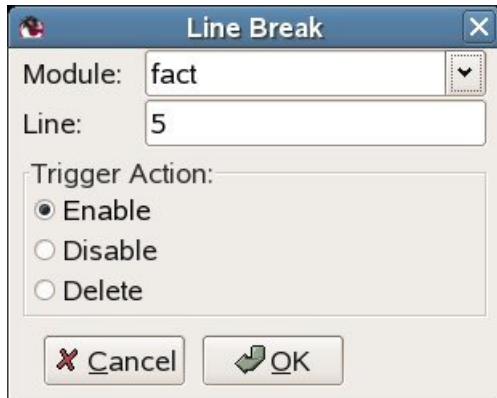 Line Break
Module: fact
Line: 5
Trigger Action:
Enable
Disable
Delete
Cancel OK